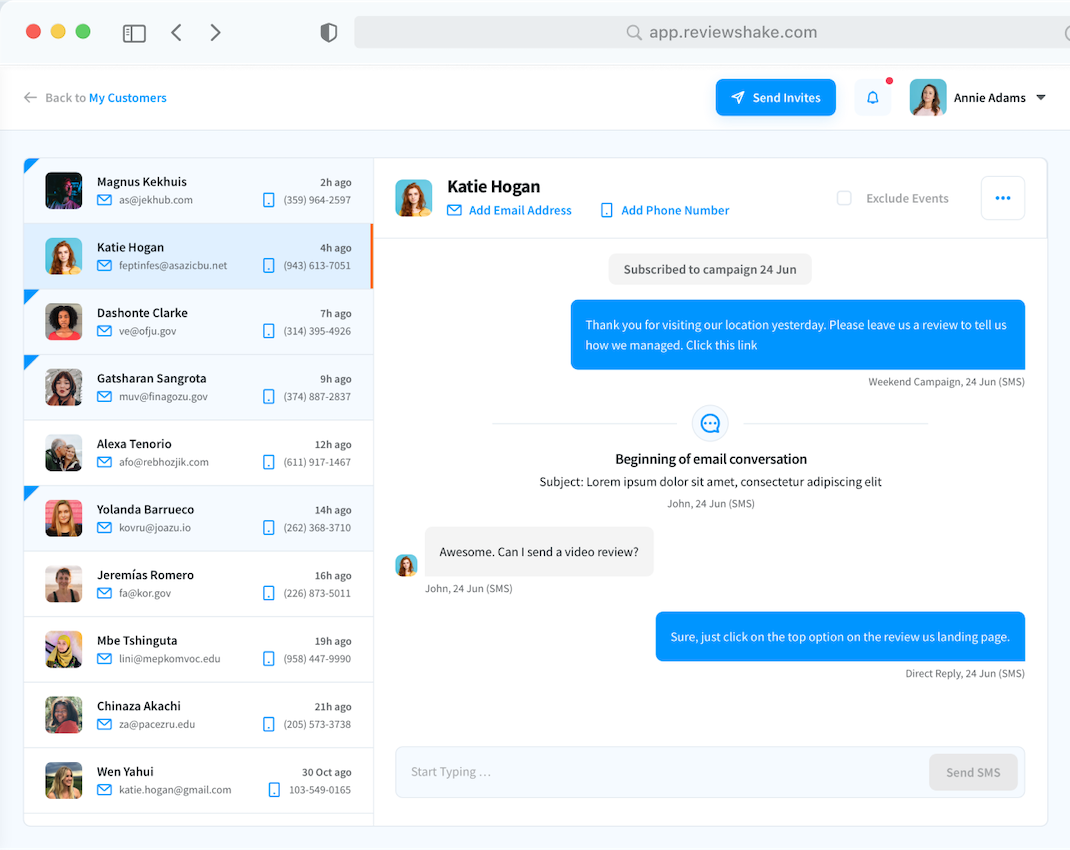 app.reviewshake.com
Back to My Customers
Send Invites
Annie Adams
Magnus Kekhuis
2h ago
as@jekhub.com
(359) 964-2597
Katie Hogan
4h ago
feptinfes@asazicbu.net
(943) 613-7051
Dashonte Clarke
7h ago
ve@ofju.gov
(314) 395-4926
Gatsharan Sangrota
9h ago
muv@finagozu.gov
(374) 887-2837
Alexa Tenorio
12h ago
afo@rebhozjik.com
(611) 917-1467
Yolanda Barrueco
14h ago
kovru@joazu.io
(262) 368-3710
Jeremías Romero
16h ago
fa@kor.gov
(226) 873-5011
Mbe Tshinguta
19h ago
lini@mepkomvoc.edu
(958) 447-9990
Chinaza Akachi
21h ago
za@pacezru.edu
(205) 573-3738
Wen Yahui
30 Oct ago
katie.hogan@gmail.com
103-549-0165
Katie Hogan
Add Email Address
Add Phone Number
Exclude Events
Subscribed to campaign 24 Jun
Thank you for visiting our location yesterday. Please leave us a review to tell us
how we managed. Click this link
Weekend Campaign, 24 Jun (SMS)
Beginning of email conversation
Subject: Lorem ipsum dolor sit amet, consectetur adipiscing elit
John, 24 Jun (SMS)
Awesome. Can I send a video review?
John, 24 Jun (SMS)
Sure, just click on the top option on the review us landing page.
Direct Reply, 24 Jun (SMS)
Start Typing ...
Send SMS